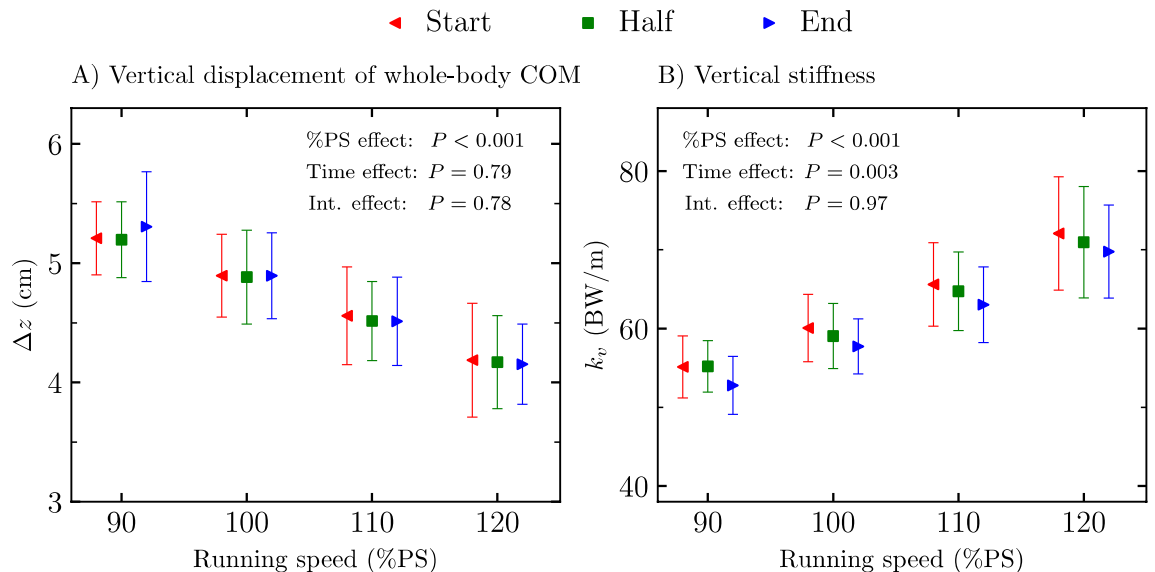 Start Half End
A) Vertical displacement of whole-body COM
%PS effect: P < 0.001
Time effect: P = 0.79
Int. effect: P = 0.78
Δz (cm)
6
5
4
3
90 100 110 120
Running speed (%PS)
B) Vertical stiffness
%PS effect: P < 0.001
Time effect: P = 0.003
Int. effect: P = 0.97
kᵥ (BW/m)
80
60
40
90 100 110 120
Running speed (%PS)